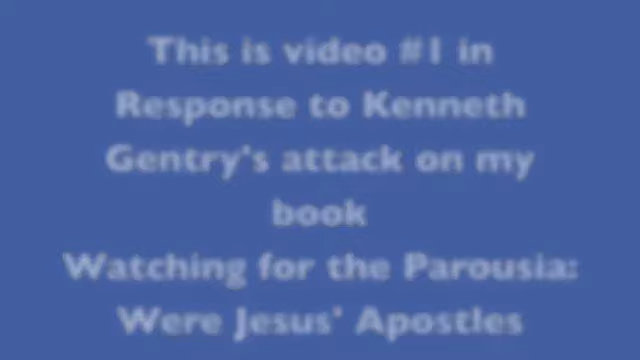 This is video #1 in
Response to Kenneth
Gentry's attack on my
book
Watching for the Parousia:
Were Jesus' Apostles